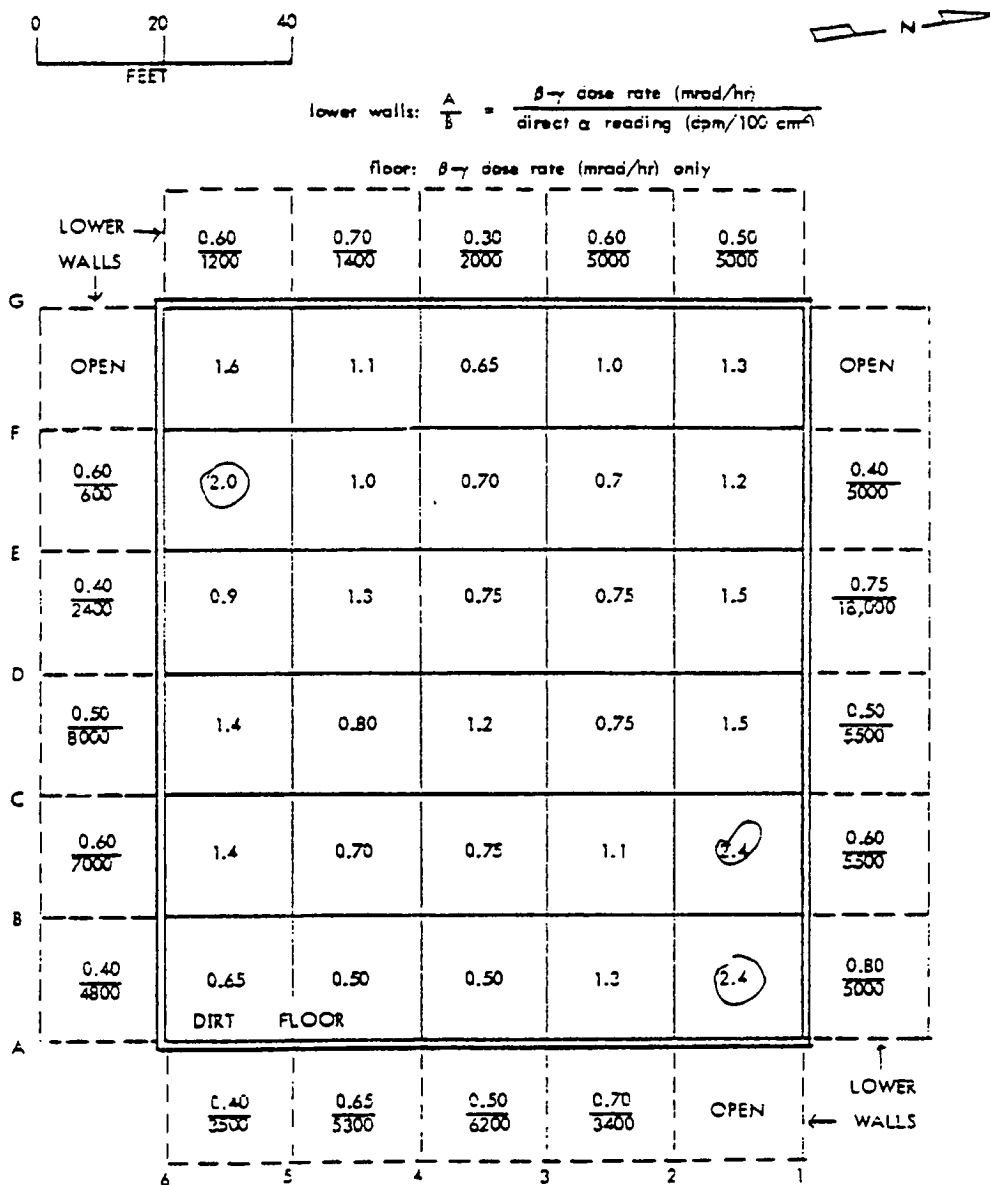 0 20 40
FEET
N
lower walls: A/B = β-γ dose rate (mrad/hr) / direct α reading (dpm/100 cm²)
floor: β-γ dose rate (mrad/hr) only
LOWER WALLS
0.60/1200 0.70/1400 0.30/2000 0.60/5000 0.50/5000
G
OPEN 1.6 1.1 0.65 1.0 1.3 OPEN
F
0.60/600 2.0 1.0 0.70 0.7 1.2 0.40/5000
E
0.40/2400 0.9 1.3 0.75 0.75 1.5 0.75/18,000
D
0.50/8000 1.4 0.80 1.2 0.75 1.5 0.50/5500
C
0.60/7000 1.4 0.70 0.75 1.1 2.4 0.60/5500
B
0.40/4800 0.65 0.50 0.50 1.3 2.4 0.80/5000
DIRT FLOOR
A
0.40/3500 0.65/5300 0.50/6200 0.70/3400 OPEN
LOWER WALLS
6 5 4 3 2 1